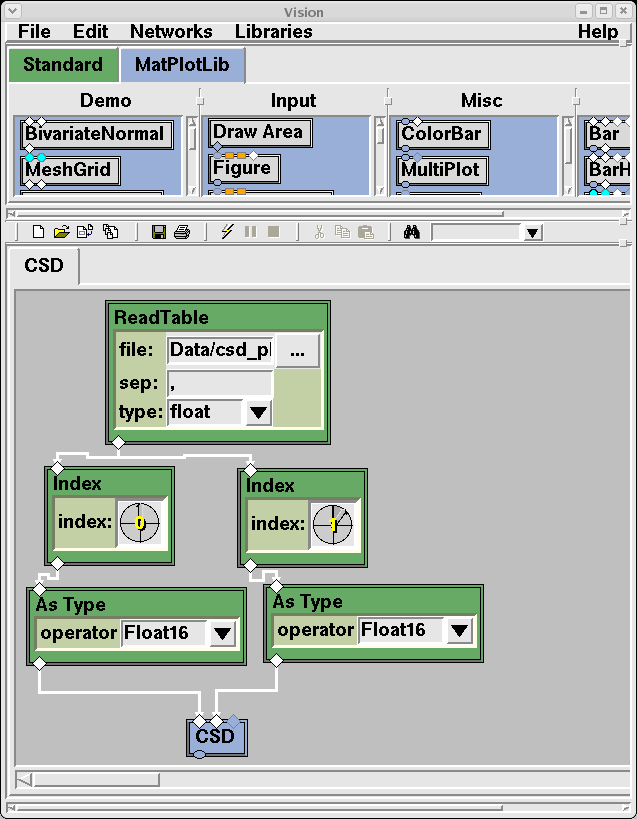 Vision
File Edit Networks Libraries Help
Standard MatPlotLib
Demo Input Misc
BivariateNormal Draw Area ColorBar Bar
MeshGrid Figure MultiPlot BarH
CSD
ReadTable
file: Data/csd_pl ...
sep: ,
type: float
Index Index
index: 0 index: 1
As Type As Type
operator Float16 operator Float16
CSD